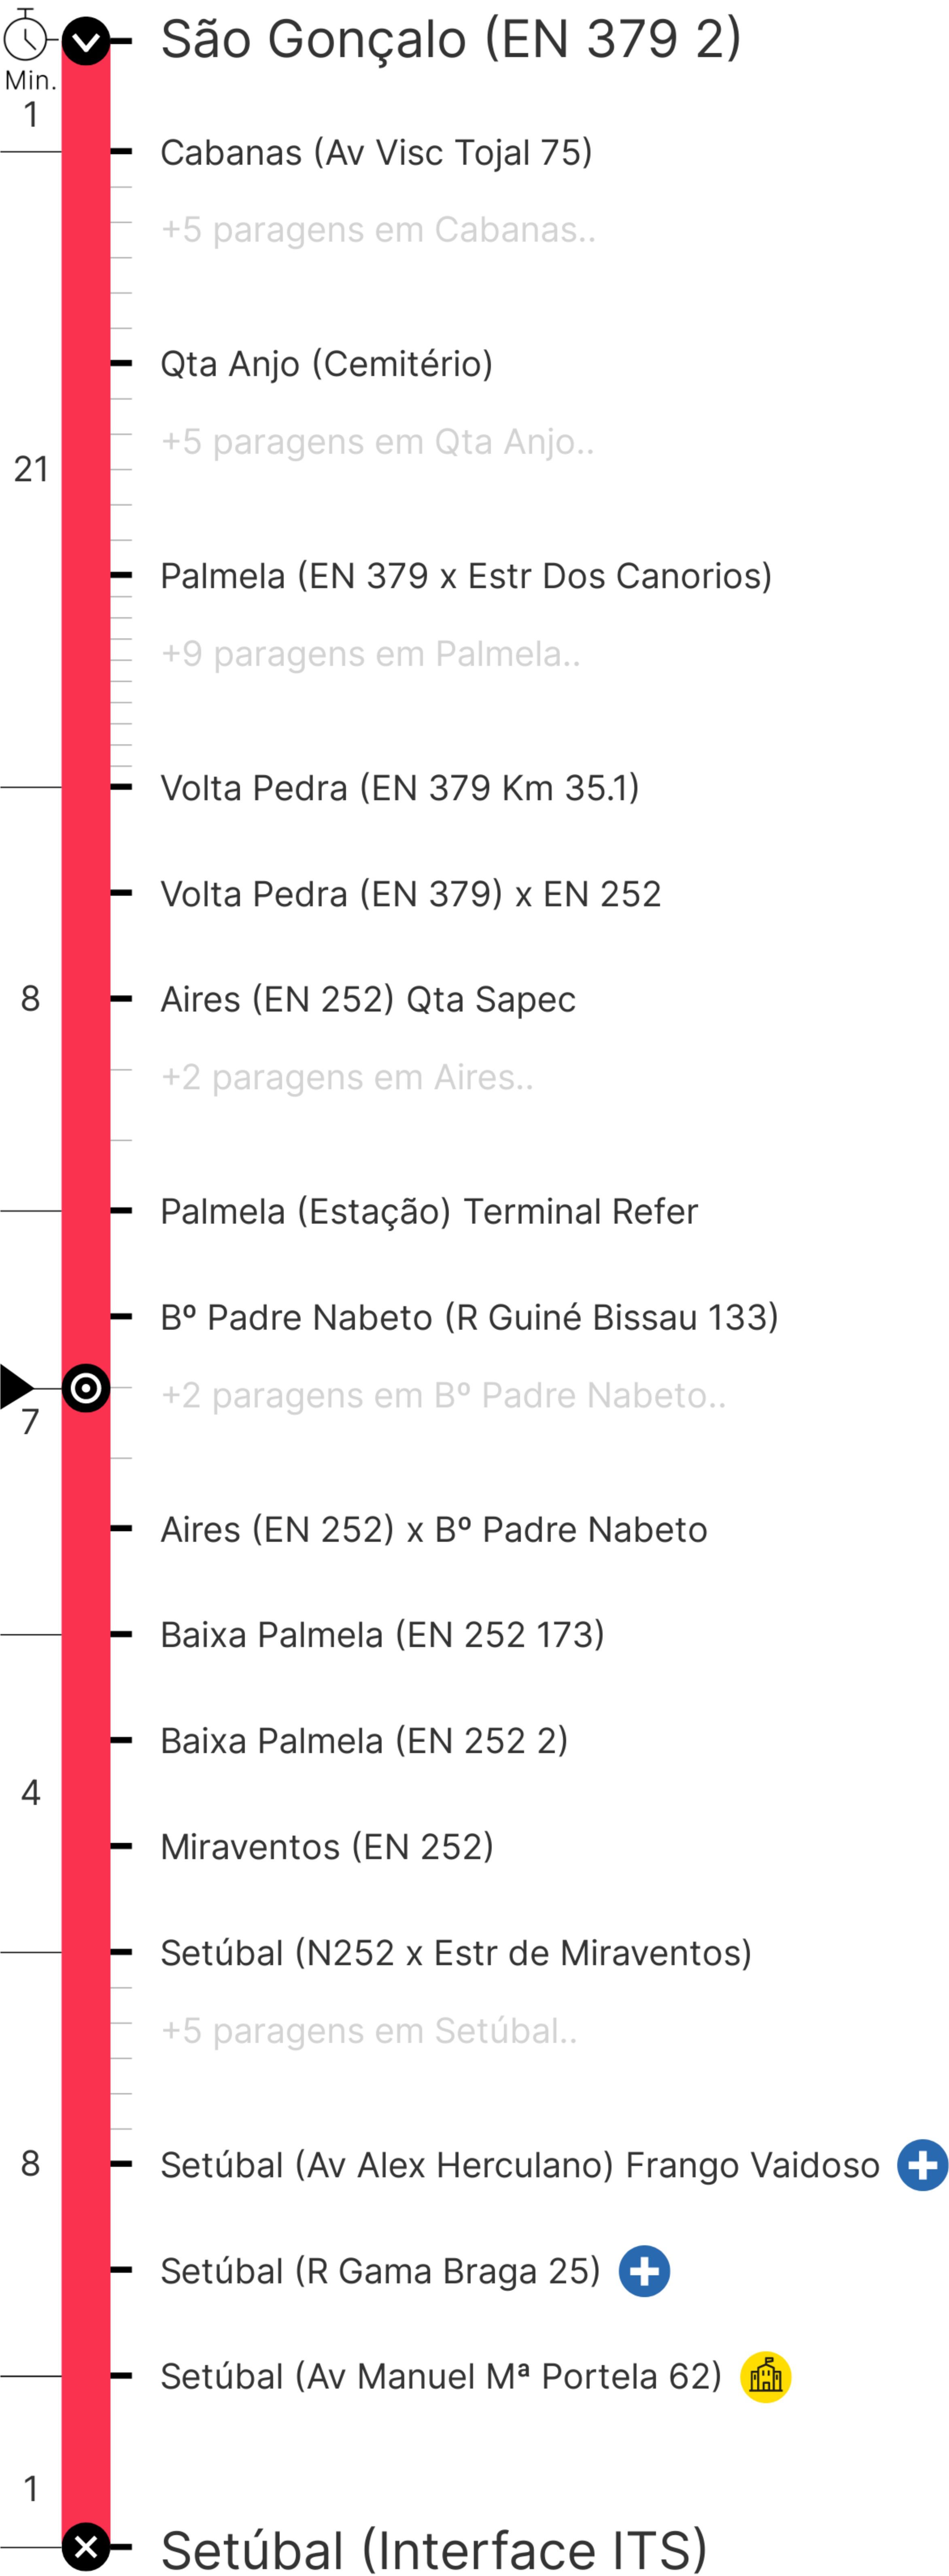 São Gonçalo (EN 379 2)
Min.
1
Cabanas (Av Visc Tojal 75)
+5 paragens em Cabanas..
Qta Anjo (Cemitério)
+5 paragens em Qta Anjo..
21
Palmela (EN 379 x Estr Dos Canorios)
+9 paragens em Palmela..
Volta Pedra (EN 379 Km 35.1)
Volta Pedra (EN 379) x EN 252
8
Aires (EN 252) Qta Sapec
+2 paragens em Aires..
Palmela (Estação) Terminal Refer
Bº Padre Nabeto (R Guiné Bissau 133)
+2 paragens em Bº Padre Nabeto..
7
Aires (EN 252) x Bº Padre Nabeto
Baixa Palmela (EN 252 173)
Baixa Palmela (EN 252 2)
4
Miraventos (EN 252)
Setúbal (N252 x Estr de Miraventos)
+5 paragens em Setúbal..
8
Setúbal (Av Alex Herculano) Frango Vaidoso
Setúbal (R Gama Braga 25)
Setúbal (Av Manuel Mª Portela 62)
1
Setúbal (Interface ITS)